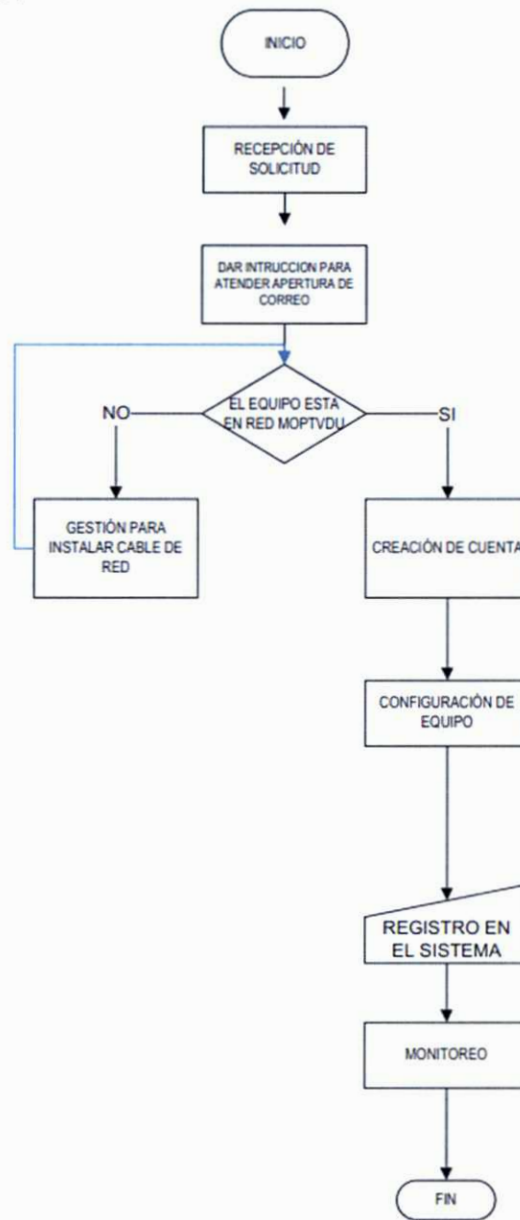 INICIO
RECEPCIÓN DE
SOLICITUD
DAR INTRUCCION PARA
ATENDER APERTURA DE
CORREO
EL EQUIPO ESTA
EN RED MOPTVDU
NO
SI
GESTIÓN PARA
INSTALAR CABLE DE
RED
CREACIÓN DE CUENTA
CONFIGURACIÓN DE
EQUIPO
REGISTRO EN
EL SISTEMA
MONITOREO
FIN